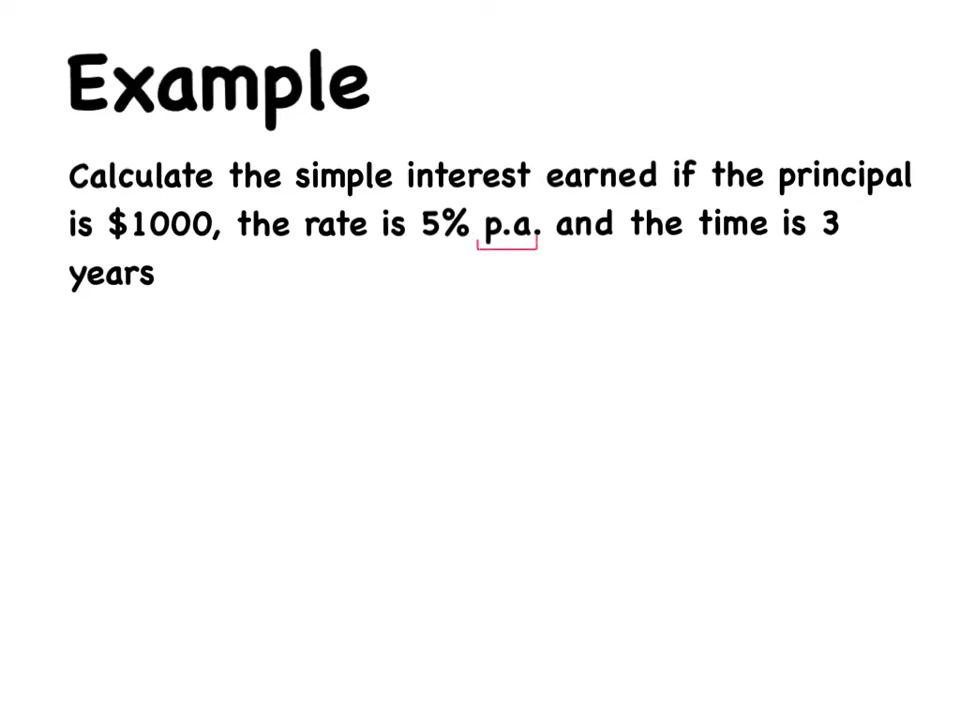 Example
Calculate the simple interest earned if the principal
is $1000, the rate is 5% p.a. and the time is 3
years